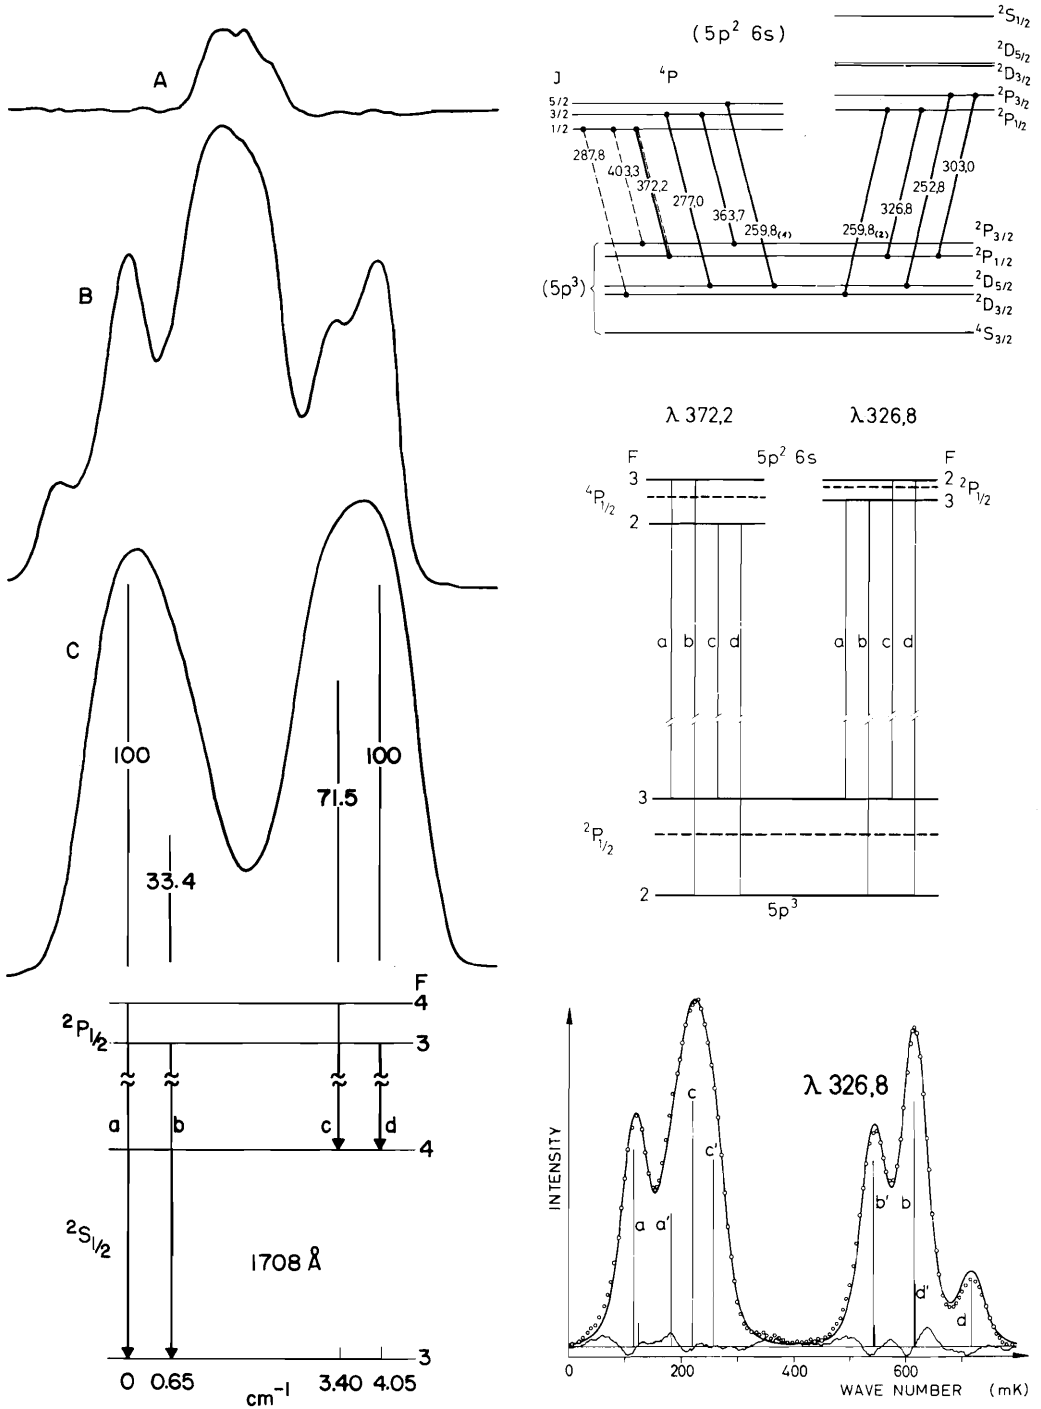 A
B
C
100
33.4
71.5
100
F
²P₁/₂
4
3
a
b
c
d
4
²S₁/₂
1708 Å
3
0 0.65 3.40 4.05
cm⁻¹
(5p² 6s)
J
⁴P
5/2
3/2
1/2
²S₁/₂
²D₅/₂
²D₃/₂
²P₃/₂
²P₁/₂
287,8
403,3
372,2
277,0
363,7
259,8(1)
259,8(2)
326,8
252,8
303,0
(5p³)
²P₃/₂
²P₁/₂
²D₅/₂
²D₃/₂
⁴S₃/₂
λ 372,2 λ 326,8
F 5p² 6s F
3
⁴P₁/₂
2
2
²P₁/₂
3
a b c d a b c d
3
²P₁/₂
2
5p³
INTENSITY
λ 326,8
a
a'
c
c'
b'
b
d'
d
0 200 400 600
WAVE NUMBER (mK)